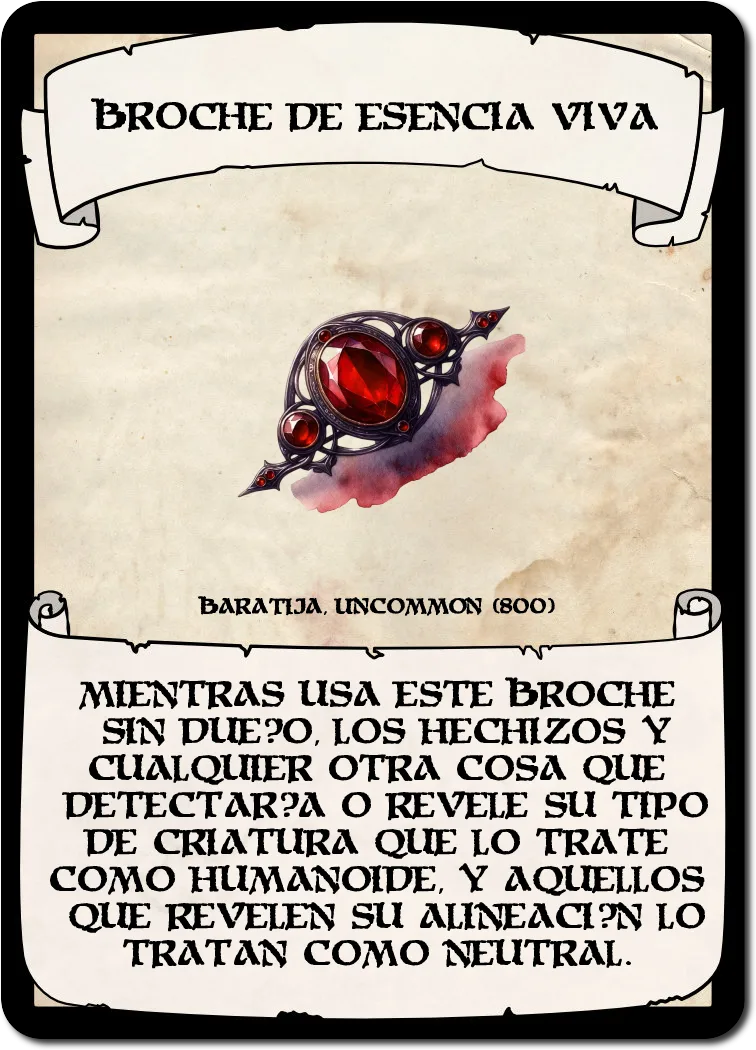 Broche de esencia viva
Baratija, uncommon (800)
Mientras usa este broche
sin due?o, los hechizos y
cualquier otra cosa que
detectar?a o revele su tipo
de criatura que lo trate
como humanoide, y aquellos
que revelen su alineaci?n lo
tratan como neutral.